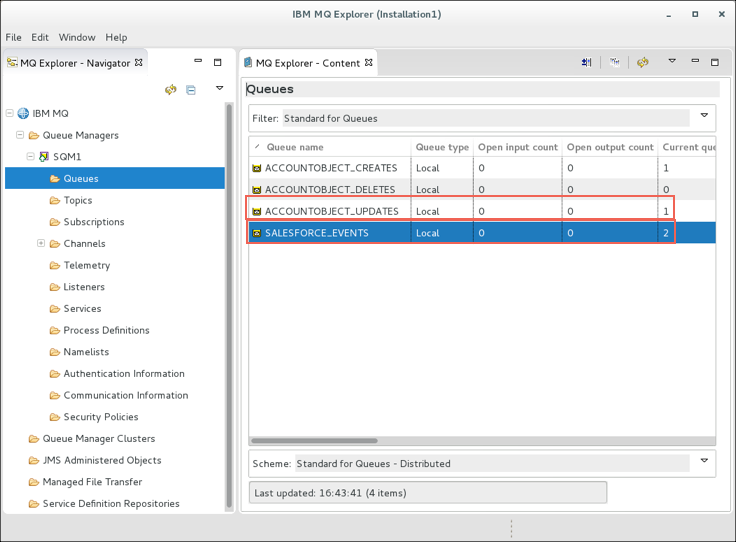 IBM MQ Explorer (Installation1)
File Edit Window Help
MQ Explorer - Navigator
MQ Explorer - Content
IBM MQ
Queue Managers
SQM1
Queues
Topics
Subscriptions
Channels
Telemetry
Listeners
Services
Process Definitions
Namelists
Authentication Information
Communication Information
Security Policies
Queue Manager Clusters
JMS Administered Objects
Managed File Transfer
Service Definition Repositories
Queues
Filter: Standard for Queues
Queue name Queue type Open input count Open output count Current que
ACCOUNTOBJECT_CREATES Local 0 0 1
ACCOUNTOBJECT_DELETES Local 0 0 0
ACCOUNTOBJECT_UPDATES Local 0 0 1
SALESFORCE_EVENTS Local 0 0 2
Scheme: Standard for Queues - Distributed
Last updated: 16:43:41 (4 items)